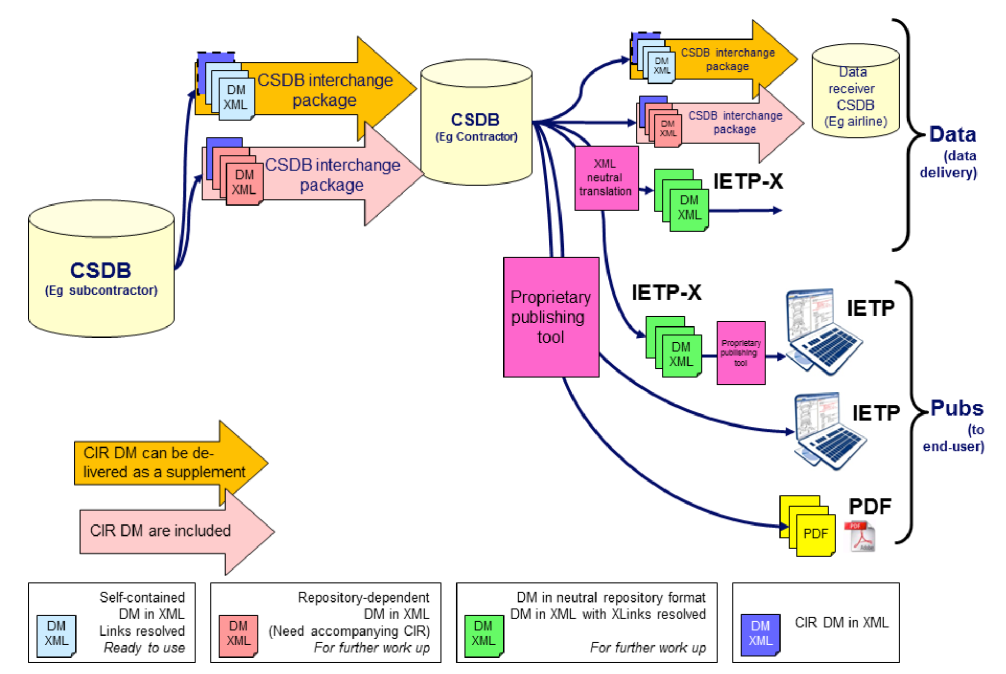 CSDB interchange
package
DM
XML
CSDB interchange
package
DM
XML
CSDB
(Eg subcontractor)
CSDB
(Eg Contractor)
CSDB interchange
package
DM
XML
CSDB interchange
package
DM
XML
Data
receiver
CSDB
(Eg airline)
XML
neutral
translation
DM
XML
IETP-X
Data
(data
delivery)
Proprietary
publishing
tool
IETP-X
DM
XML
Proprietary
publishing
tool
IETP
IETP
PDF
PDF
PDF
Adobe
Pubs
(to
end-user)
CIR DM can be de-
livered as a supplement
CIR DM are included
DM
XML
Self-contained
DM in XML
Links resolved
Ready to use
DM
XML
Repository-dependent
DM in XML
(Need accompanying CIR)
For further work up
DM
XML
DM in neutral repository format
DM in XML with XLinks resolved
For further work up
DM
XML
CIR DM in XML